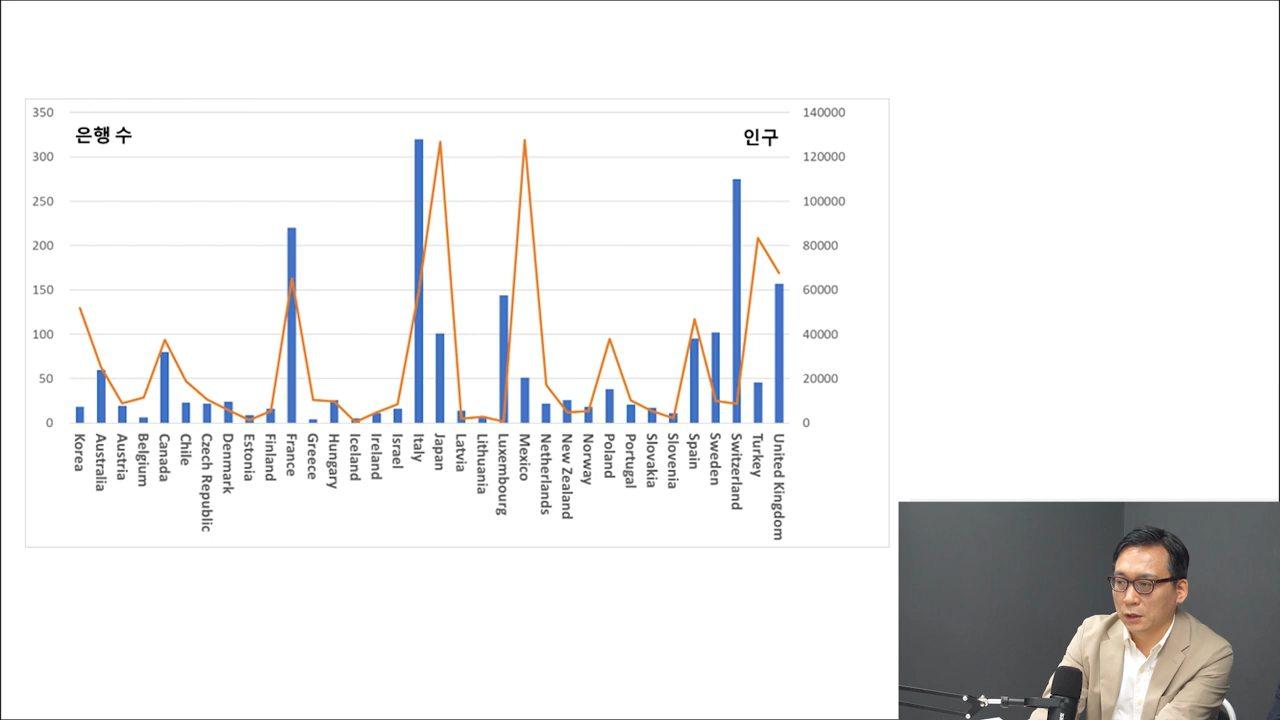 350
300
250
200
150
100
50
0
은행 수
인구
140000
120000
100000
80000
60000
40000
20000
0
Korea
Australia
Austria
Belgium
Canada
Chile
Czech Republic
Denmark
Estonia
Finland
France
Greece
Hungary
Iceland
Ireland
Israel
Italy
Japan
Latvia
Lithuania
Luxembourg
Mexico
Netherlands
New Zealand
Norway
Poland
Portugal
Slovakia
Slovenia
Spain
Sweden
Switzerland
Turkey
United Kingdom